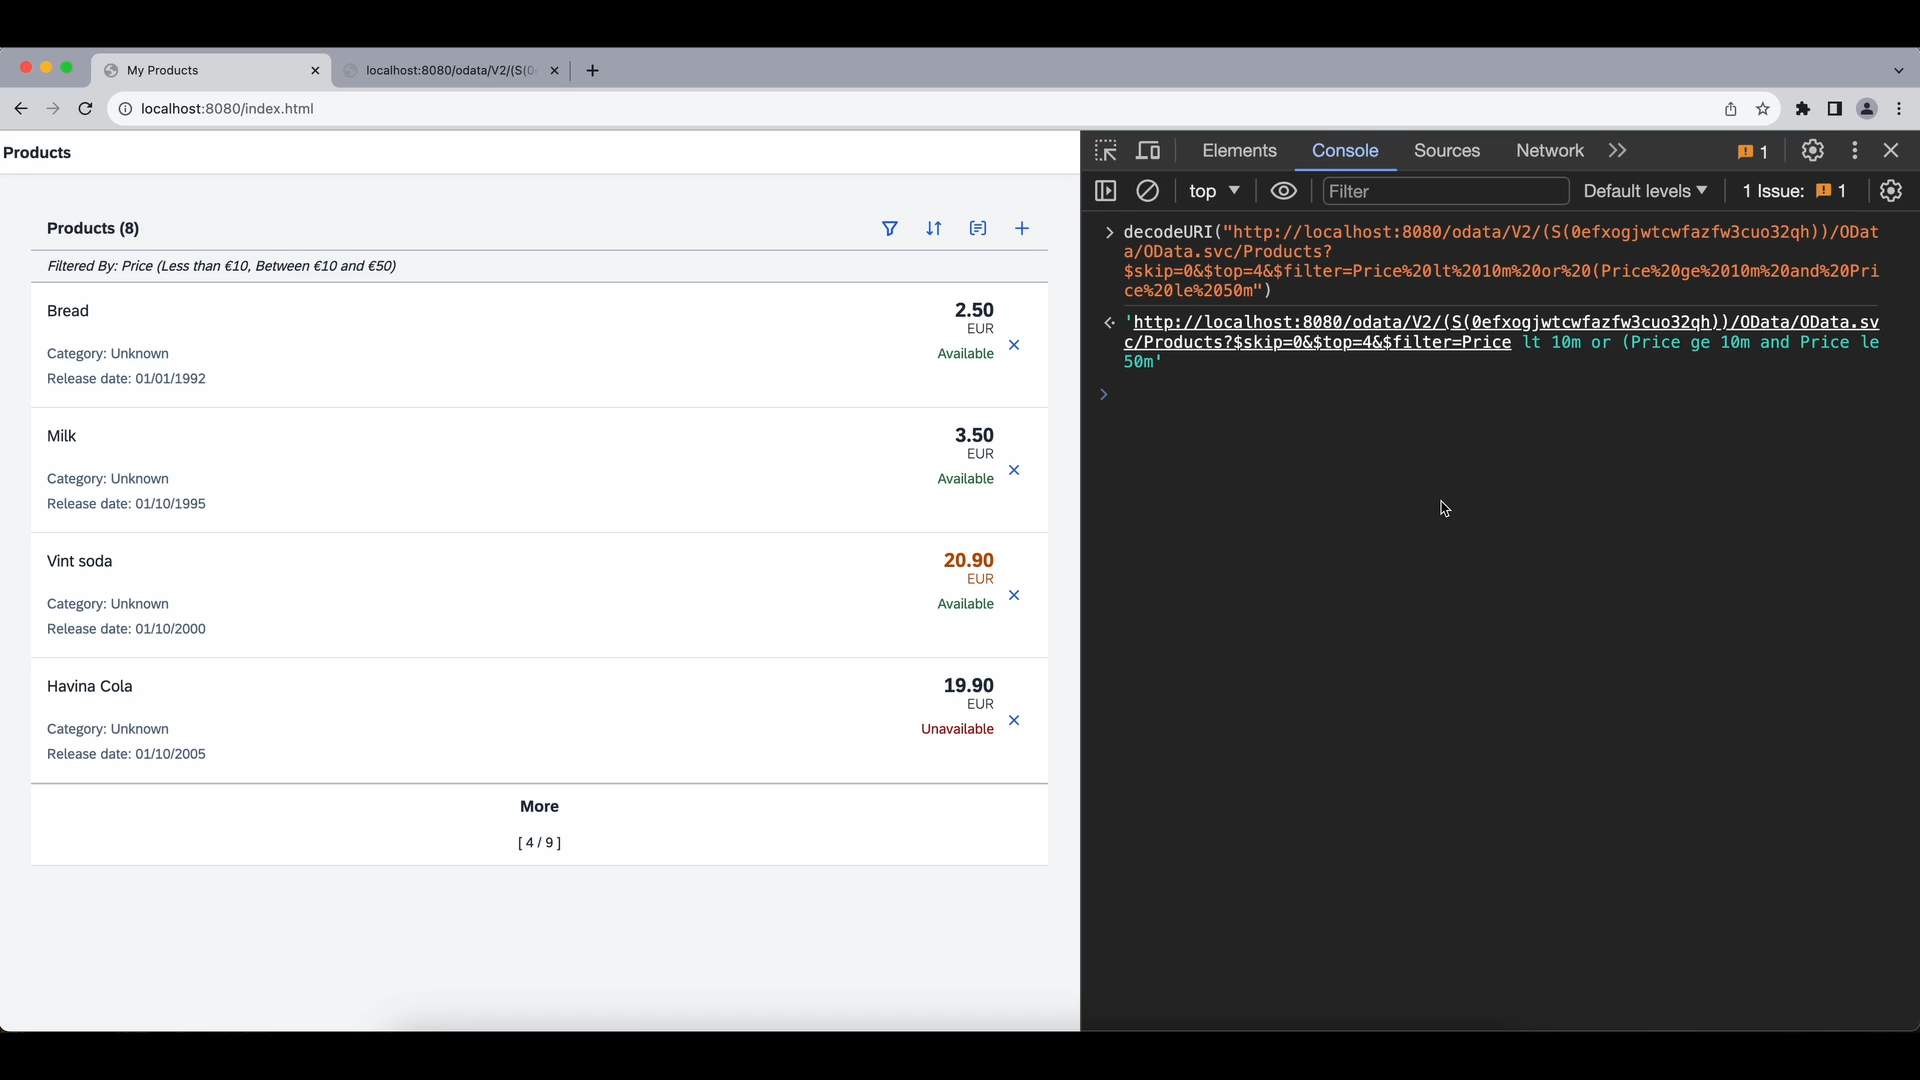 My Products
localhost:8080/odata/V2/(S(0
localhost:8080/index.html
Products
Products (8)
Filtered By: Price (Less than €10, Between €10 and €50)
Bread
2.50
EUR
Category: Unknown
Available
Release date: 01/01/1992
Milk
3.50
EUR
Category: Unknown
Available
Release date: 01/10/1995
Vint soda
20.90
EUR
Category: Unknown
Available
Release date: 01/10/2000
Havina Cola
19.90
EUR
Category: Unknown
Unavailable
Release date: 01/10/2005
More
[ 4 / 9 ]
Elements Console Sources Network 1
top Filter Default levels 1 Issue: 1
decodeURI("http://localhost:8080/odata/V2/(S(0efxogjwtcwfazfw3cuo32qh))/ODat
a/OData.svc/Products?
$skip=0&$top=4&$filter=Price%20lt%2010m%20or%20(Price%20ge%2010m%20and%20Pri
ce%20le%2050m")
'http://localhost:8080/odata/V2/(S(0efxogjwtcwfazfw3cuo32qh))/OData/OData.sv
c/Products?$skip=0&$top=4&$filter=Price lt 10m or (Price ge 10m and Price le
50m'